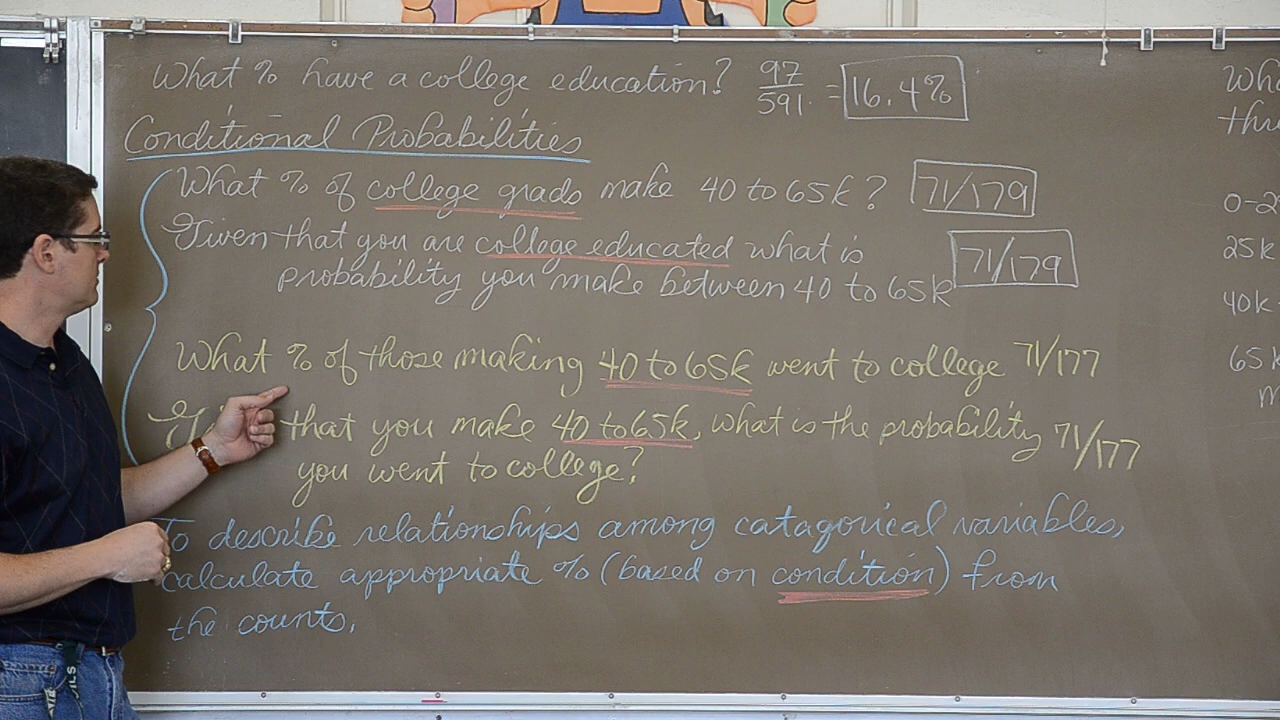 What % have a college education? 97/591. = 16.4%
Conditional Probabilities
What % of college grads make 40 to 65k? 71/179
Given that you are college educated what is
probability you make between 40 to 65k 71/179
What % of those making 40 to 65k went to college 71/177
that you make 40 to 65k, what is the probability 71/177
you went to college?
To describe relationships among catagorical variables,
calculate appropriate % (based on condition) from
the counts.
0-2
25k
40k
65k